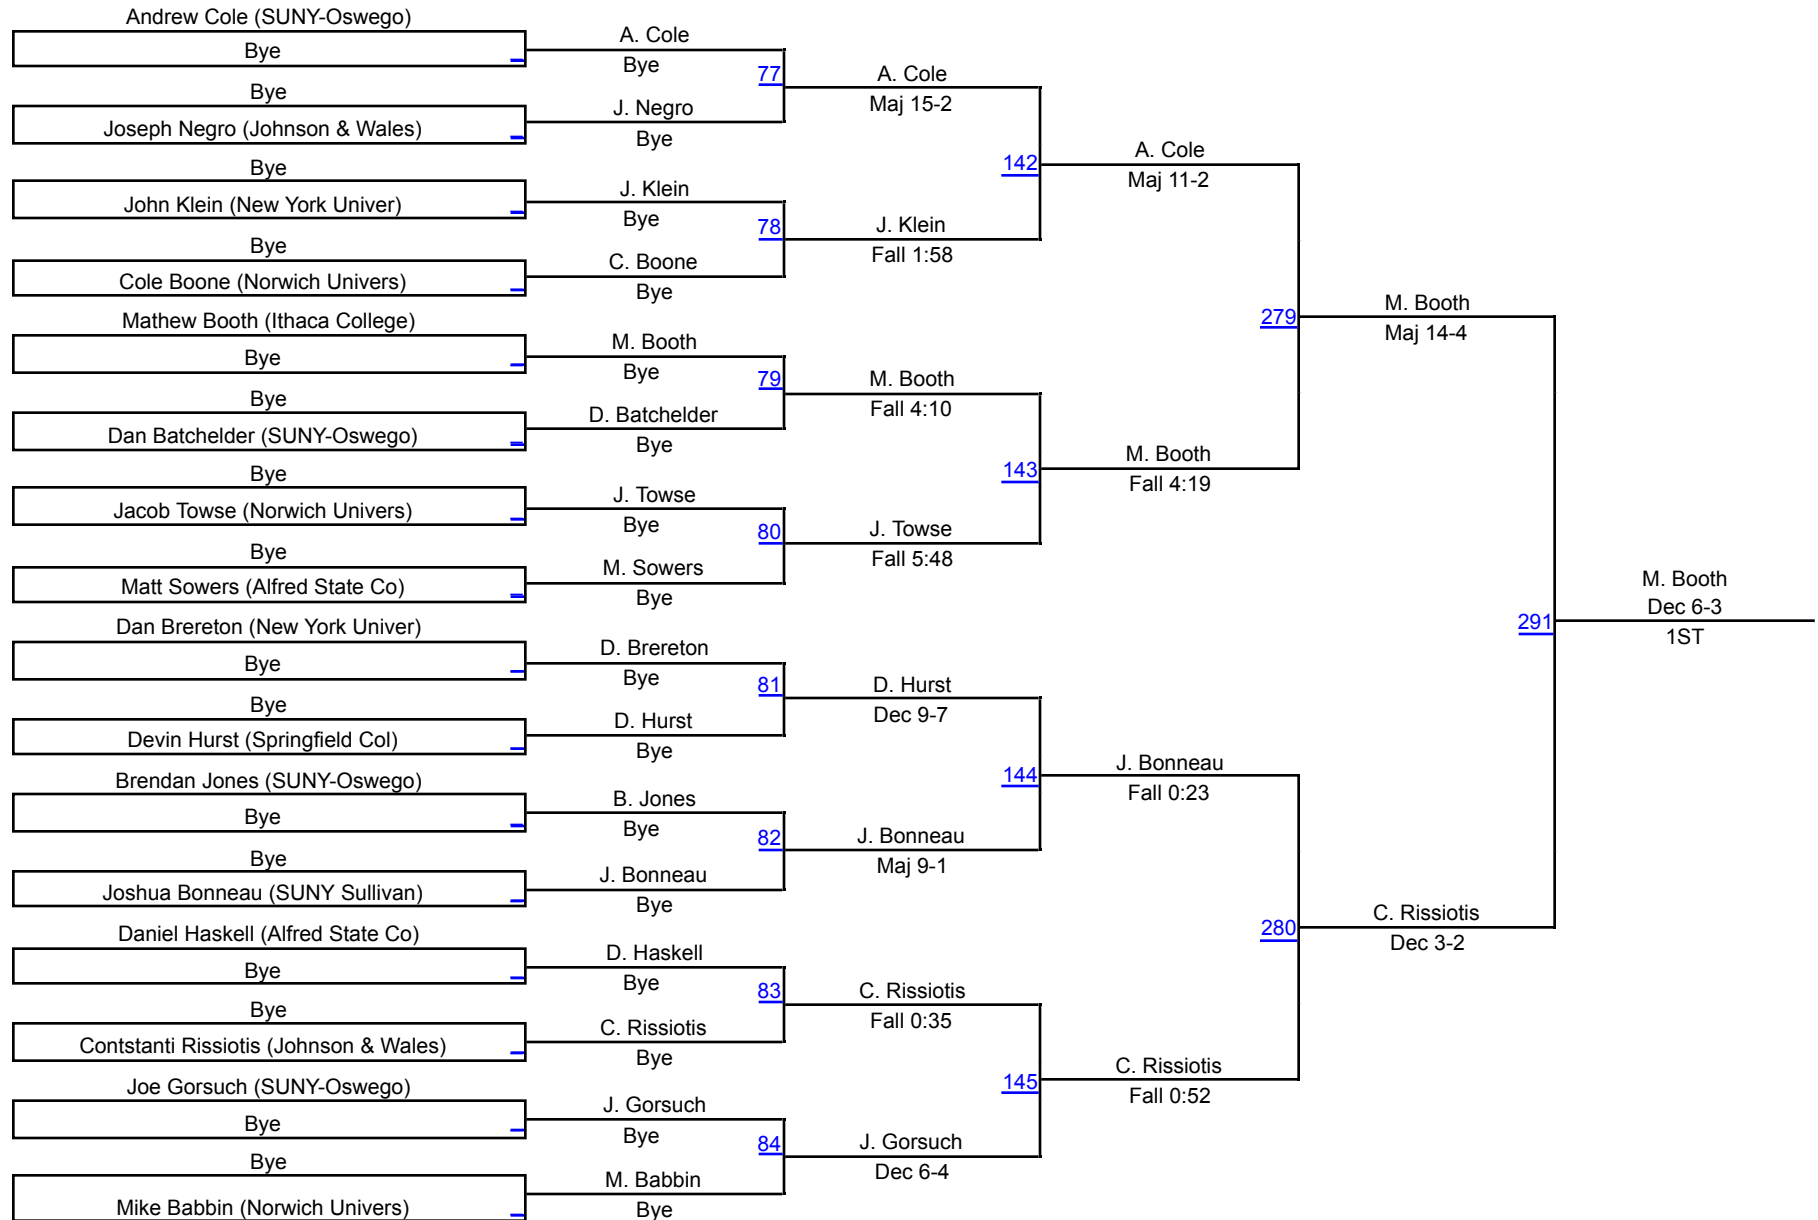 Andrew Cole (SUNY-Oswego)
Bye
Bye
Joseph Negro (Johnson & Wales)
Bye
John Klein (New York Univer)
Bye
Cole Boone (Norwich Univers)
Mathew Booth (Ithaca College)
Bye
Bye
Dan Batchelder (SUNY-Oswego)
Bye
Jacob Towse (Norwich Univers)
Bye
Matt Sowers (Alfred State Co)
Dan Brereton (New York Univer)
Bye
Bye
Devin Hurst (Springfield Col)
Brendan Jones (SUNY-Oswego)
Bye
Bye
Joshua Bonneau (SUNY Sullivan)
Daniel Haskell (Alfred State Co)
Bye
Bye
Contstanti Rissiotis (Johnson & Wales)
Joe Gorsuch (SUNY-Oswego)
Bye
Bye
Mike Babbin (Norwich Univers)
A. Cole
Bye
77
J. Negro
Bye
J. Klein
Bye
78
C. Boone
Bye
M. Booth
Bye
79
D. Batchelder
Bye
J. Towse
Bye
80
M. Sowers
Bye
D. Brereton
Bye
81
D. Hurst
Bye
B. Jones
Bye
82
J. Bonneau
Bye
D. Haskell
Bye
83
C. Rissiotis
Bye
J. Gorsuch
Bye
84
M. Babbin
Bye
A. Cole
Maj 15-2
142
J. Klein
Fall 1:58
M. Booth
Fall 4:10
143
J. Towse
Fall 5:48
D. Hurst
Dec 9-7
144
J. Bonneau
Maj 9-1
C. Rissiotis
Fall 0:35
145
J. Gorsuch
Dec 6-4
A. Cole
Maj 11-2
279
M. Booth
Fall 4:19
J. Bonneau
Fall 0:23
280
C. Rissiotis
Fall 0:52
M. Booth
Maj 14-4
291
C. Rissiotis
Dec 3-2
M. Booth
Dec 6-3
1ST